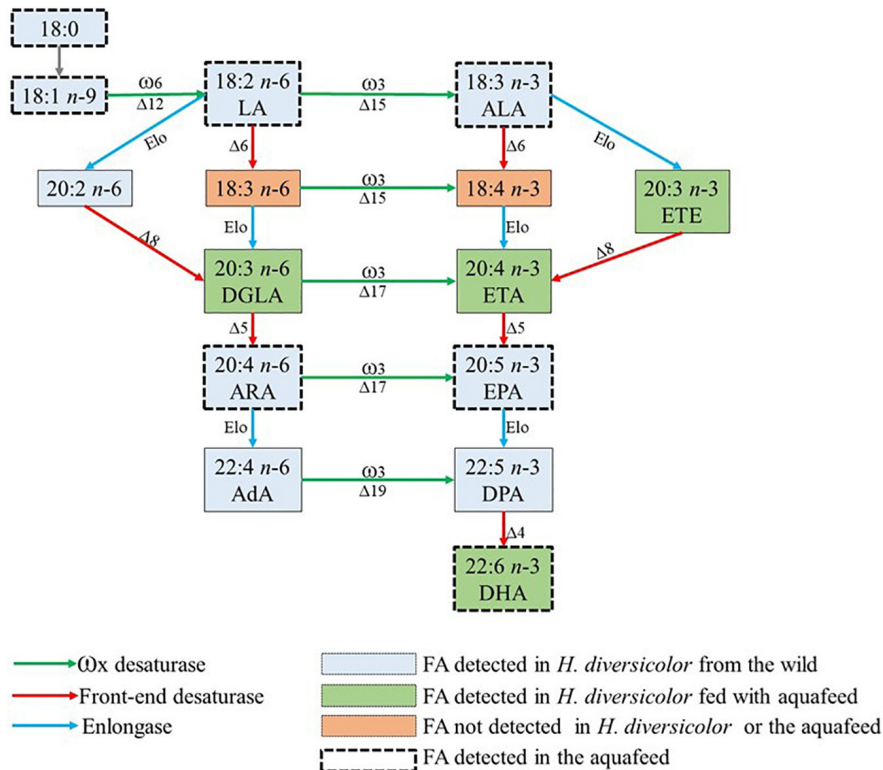 18:0
18:1 n-9
ω6
Δ12
18:2 n-6
LA
ω3
Δ15
18:3 n-3
ALA
Elo
Δ6
Δ6
Elo
20:2 n-6
18:3 n-6
ω3
Δ15
18:4 n-3
20:3 n-3
ETE
Δ8
Elo
Elo
Δ8
20:3 n-6
DGLA
ω3
Δ17
20:4 n-3
ETA
Δ5
Δ5
20:4 n-6
ARA
ω3
Δ17
20:5 n-3
EPA
Elo
Elo
22:4 n-6
AdA
ω3
Δ19
22:5 n-3
DPA
Δ4
22:6 n-3
DHA
ωx desaturase
Front-end desaturase
Enlongase
FA detected in H. diversicolor from the wild
FA detected in H. diversicolor fed with aquafeed
FA not detected in H. diversicolor or the aquafeed
FA detected in the aquafeed